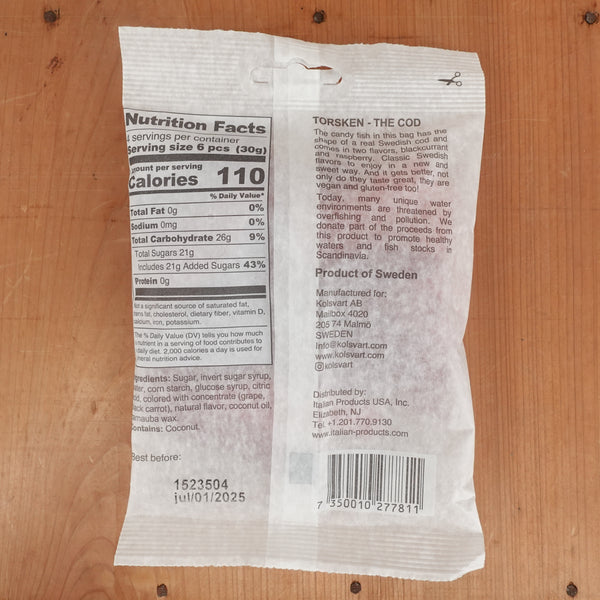 Nutrition Facts
4 servings per container
Serving size 6 pcs (30g)
Amount per serving
Calories 110
% Daily Value*
Total Fat 0g 0%
Sodium 0mg 0%
Total Carbohydrate 26g 9%
Total Sugars 21g
Includes 21g Added Sugars 43%
Protein 0g
Not a significant source of saturated fat,
trans fat, cholesterol, dietary fiber, vitamin D,
calcium, iron, potassium.
*The % Daily Value (DV) tells you how much
a nutrient in a serving of food contributes to
a daily diet. 2,000 calories a day is used for
general nutrition advice.
Ingredients: Sugar, invert sugar syrup,
water, corn starch, glucose syrup, citric
acid, colored with concentrate (grape,
black carrot), natural flavor, coconut oil,
carnauba wax.
Contains: Coconut.
Best before:
1523504
jul/01/2025
TORSKEN - THE COD
The candy fish in this bag has the
shape of a real Swedish cod and
comes in two flavors, blackcurrant
and raspberry. Classic Swedish
flavors to enjoy in a new and
sweet way. And it gets better, not
only do they taste great, they are
vegan and gluten-free too!
Today, many unique water
environments are threatened by
overfishing and pollution. We
donate part of the proceeds from
this product to promote healthy
waters and fish stocks in
Scandinavia.
Product of Sweden
Manufactured for:
Kolsvart AB
Mailbox 4020
205 74 Malmö
SWEDEN
Info@kolsvart.com
www.kolsvart.com
kolsvart
Distributed by:
Italian Products USA, Inc.
Elizabeth, NJ
Tel. +1.201.770.9130
www.italian-products.com
7 350010 277811